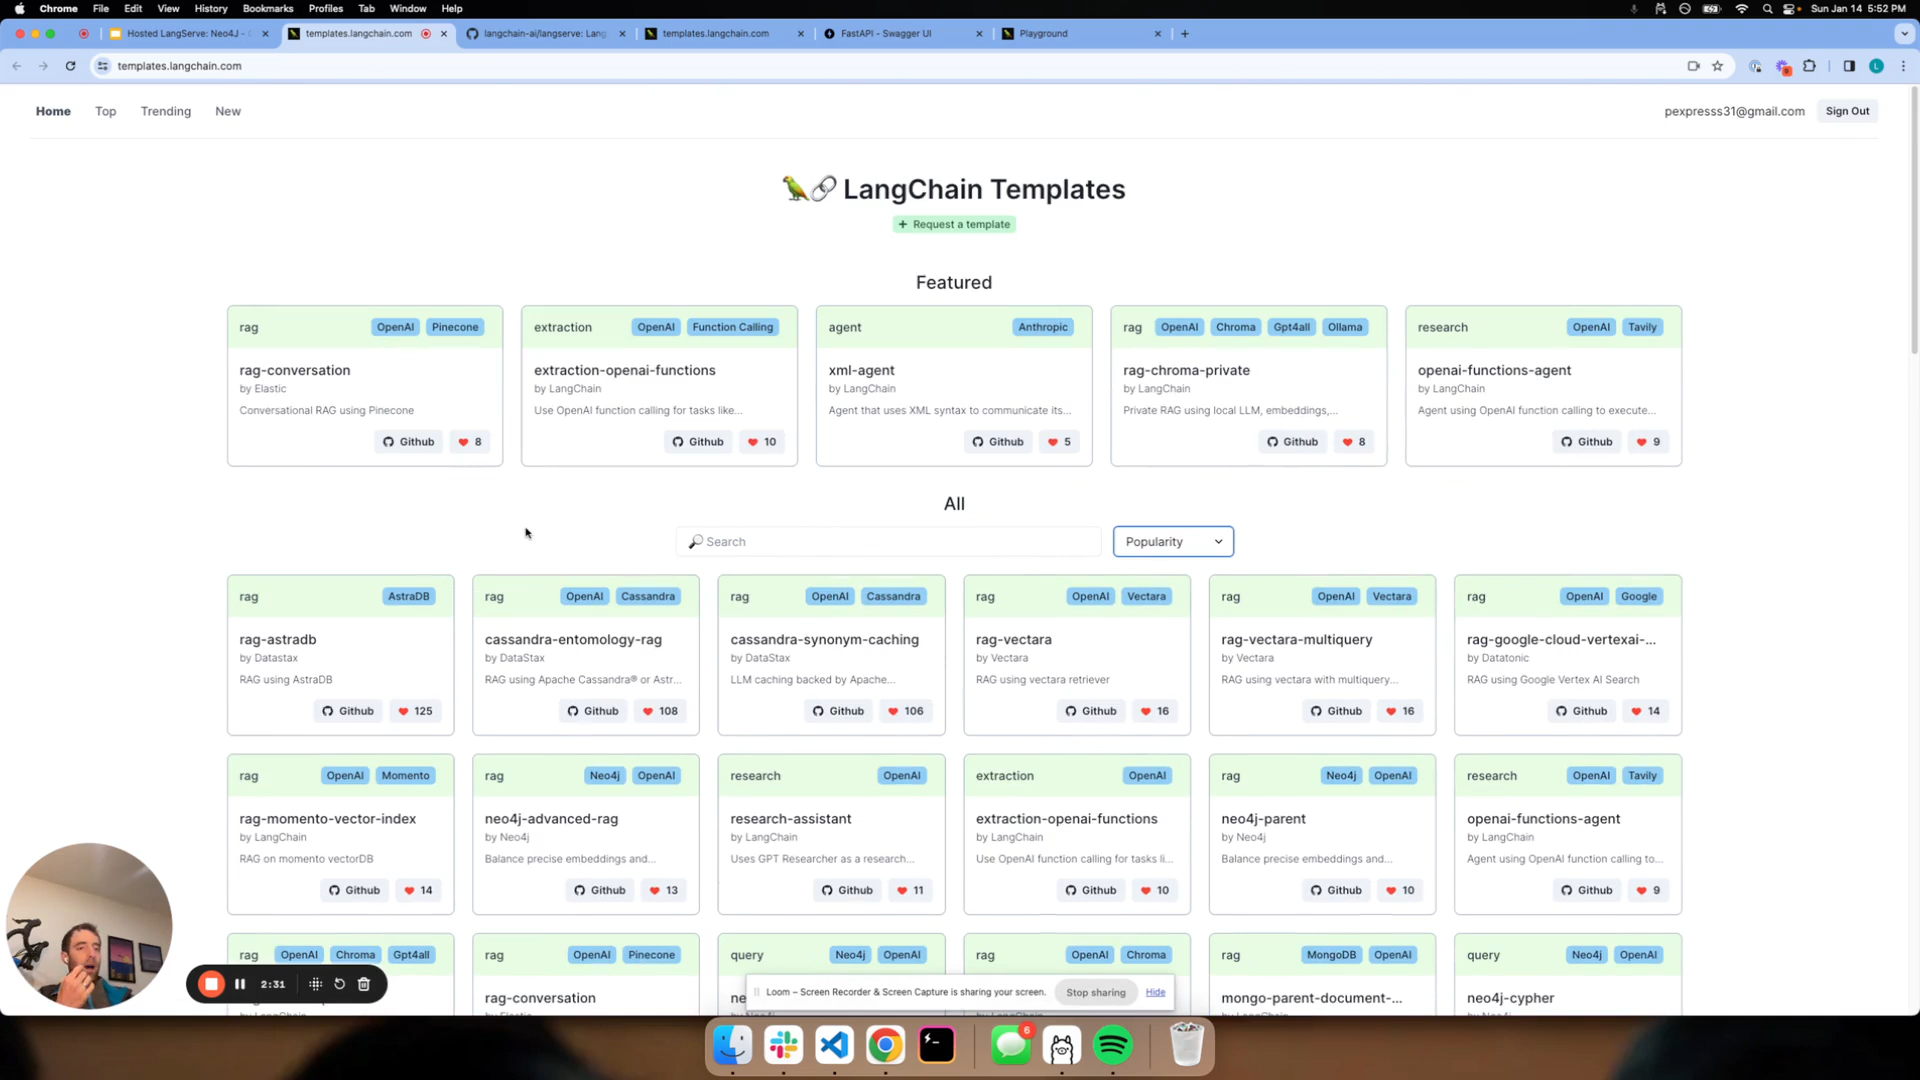 Chrome File Edit View History Bookmarks Profiles Tab Window Help Sun Jan 14 5:52 PM
Hosted LangServe: Neo4J - templates.langchain.com langchain-ai/langserve: Lang templates.langchain.com FastAPI - Swagger UI Playground
templates.langchain.com
Home Top Trending New pexpresss31@gmail.com Sign Out
LangChain Templates
+ Request a template
Featured
rag OpenAI Pinecone
rag-conversation
by Elastic
Conversational RAG using Pinecone
Github 8
extraction OpenAI Function Calling
extraction-openai-functions
by LangChain
Use OpenAI function calling for tasks like...
Github 10
agent Anthropic
xml-agent
by LangChain
Agent that uses XML syntax to communicate its...
Github 5
rag OpenAI Chroma Gpt4all Ollama
rag-chroma-private
by LangChain
Private RAG using local LLM, embeddings,...
Github 8
research OpenAI Tavily
openai-functions-agent
by LangChain
Agent using OpenAI function calling to execute...
Github 9
All
Search Popularity
rag AstraDB
rag-astradb
by Datastax
RAG using AstraDB
Github 125
rag OpenAI Cassandra
cassandra-entomology-rag
by DataStax
RAG using Apache Cassandra® or Astr...
Github 108
rag OpenAI Cassandra
cassandra-synonym-caching
by DataStax
LLM caching backed by Apache...
Github 106
rag OpenAI Vectara
rag-vectara
by Vectara
RAG using vectara retriever
Github 16
rag OpenAI Vectara
rag-vectara-multiquery
by Vectara
RAG using vectara with multiquery...
Github 16
rag OpenAI Google
rag-google-cloud-vertexai-...
by Datatonic
RAG using Google Vertex AI Search
Github 14
rag OpenAI Momento
rag-momento-vector-index
by LangChain
RAG on momento vectorDB
Github 14
rag Neo4j OpenAI
neo4j-advanced-rag
by Neo4j
Balance precise embeddings and...
Github 13
research OpenAI
research-assistant
by LangChain
Uses GPT Researcher as a research...
Github 11
extraction OpenAI
extraction-openai-functions
by LangChain
Use OpenAI function calling for tasks li...
Github 10
rag Neo4j OpenAI
neo4j-parent
by Neo4j
Balance precise embeddings and...
Github 10
research OpenAI Tavily
openai-functions-agent
by LangChain
Agent using OpenAI function calling to...
Github 9
rag OpenAI Chroma Gpt4all
rag OpenAI Pinecone
rag-conversation
query Neo4j OpenAI
rag OpenAI Chroma
rag MongoDB OpenAI
mongo-parent-document-...
query Neo4j OpenAI
neo4j-cypher
2:31
Loom – Screen Recorder & Screen Capture is sharing your screen. Stop sharing Hide
6